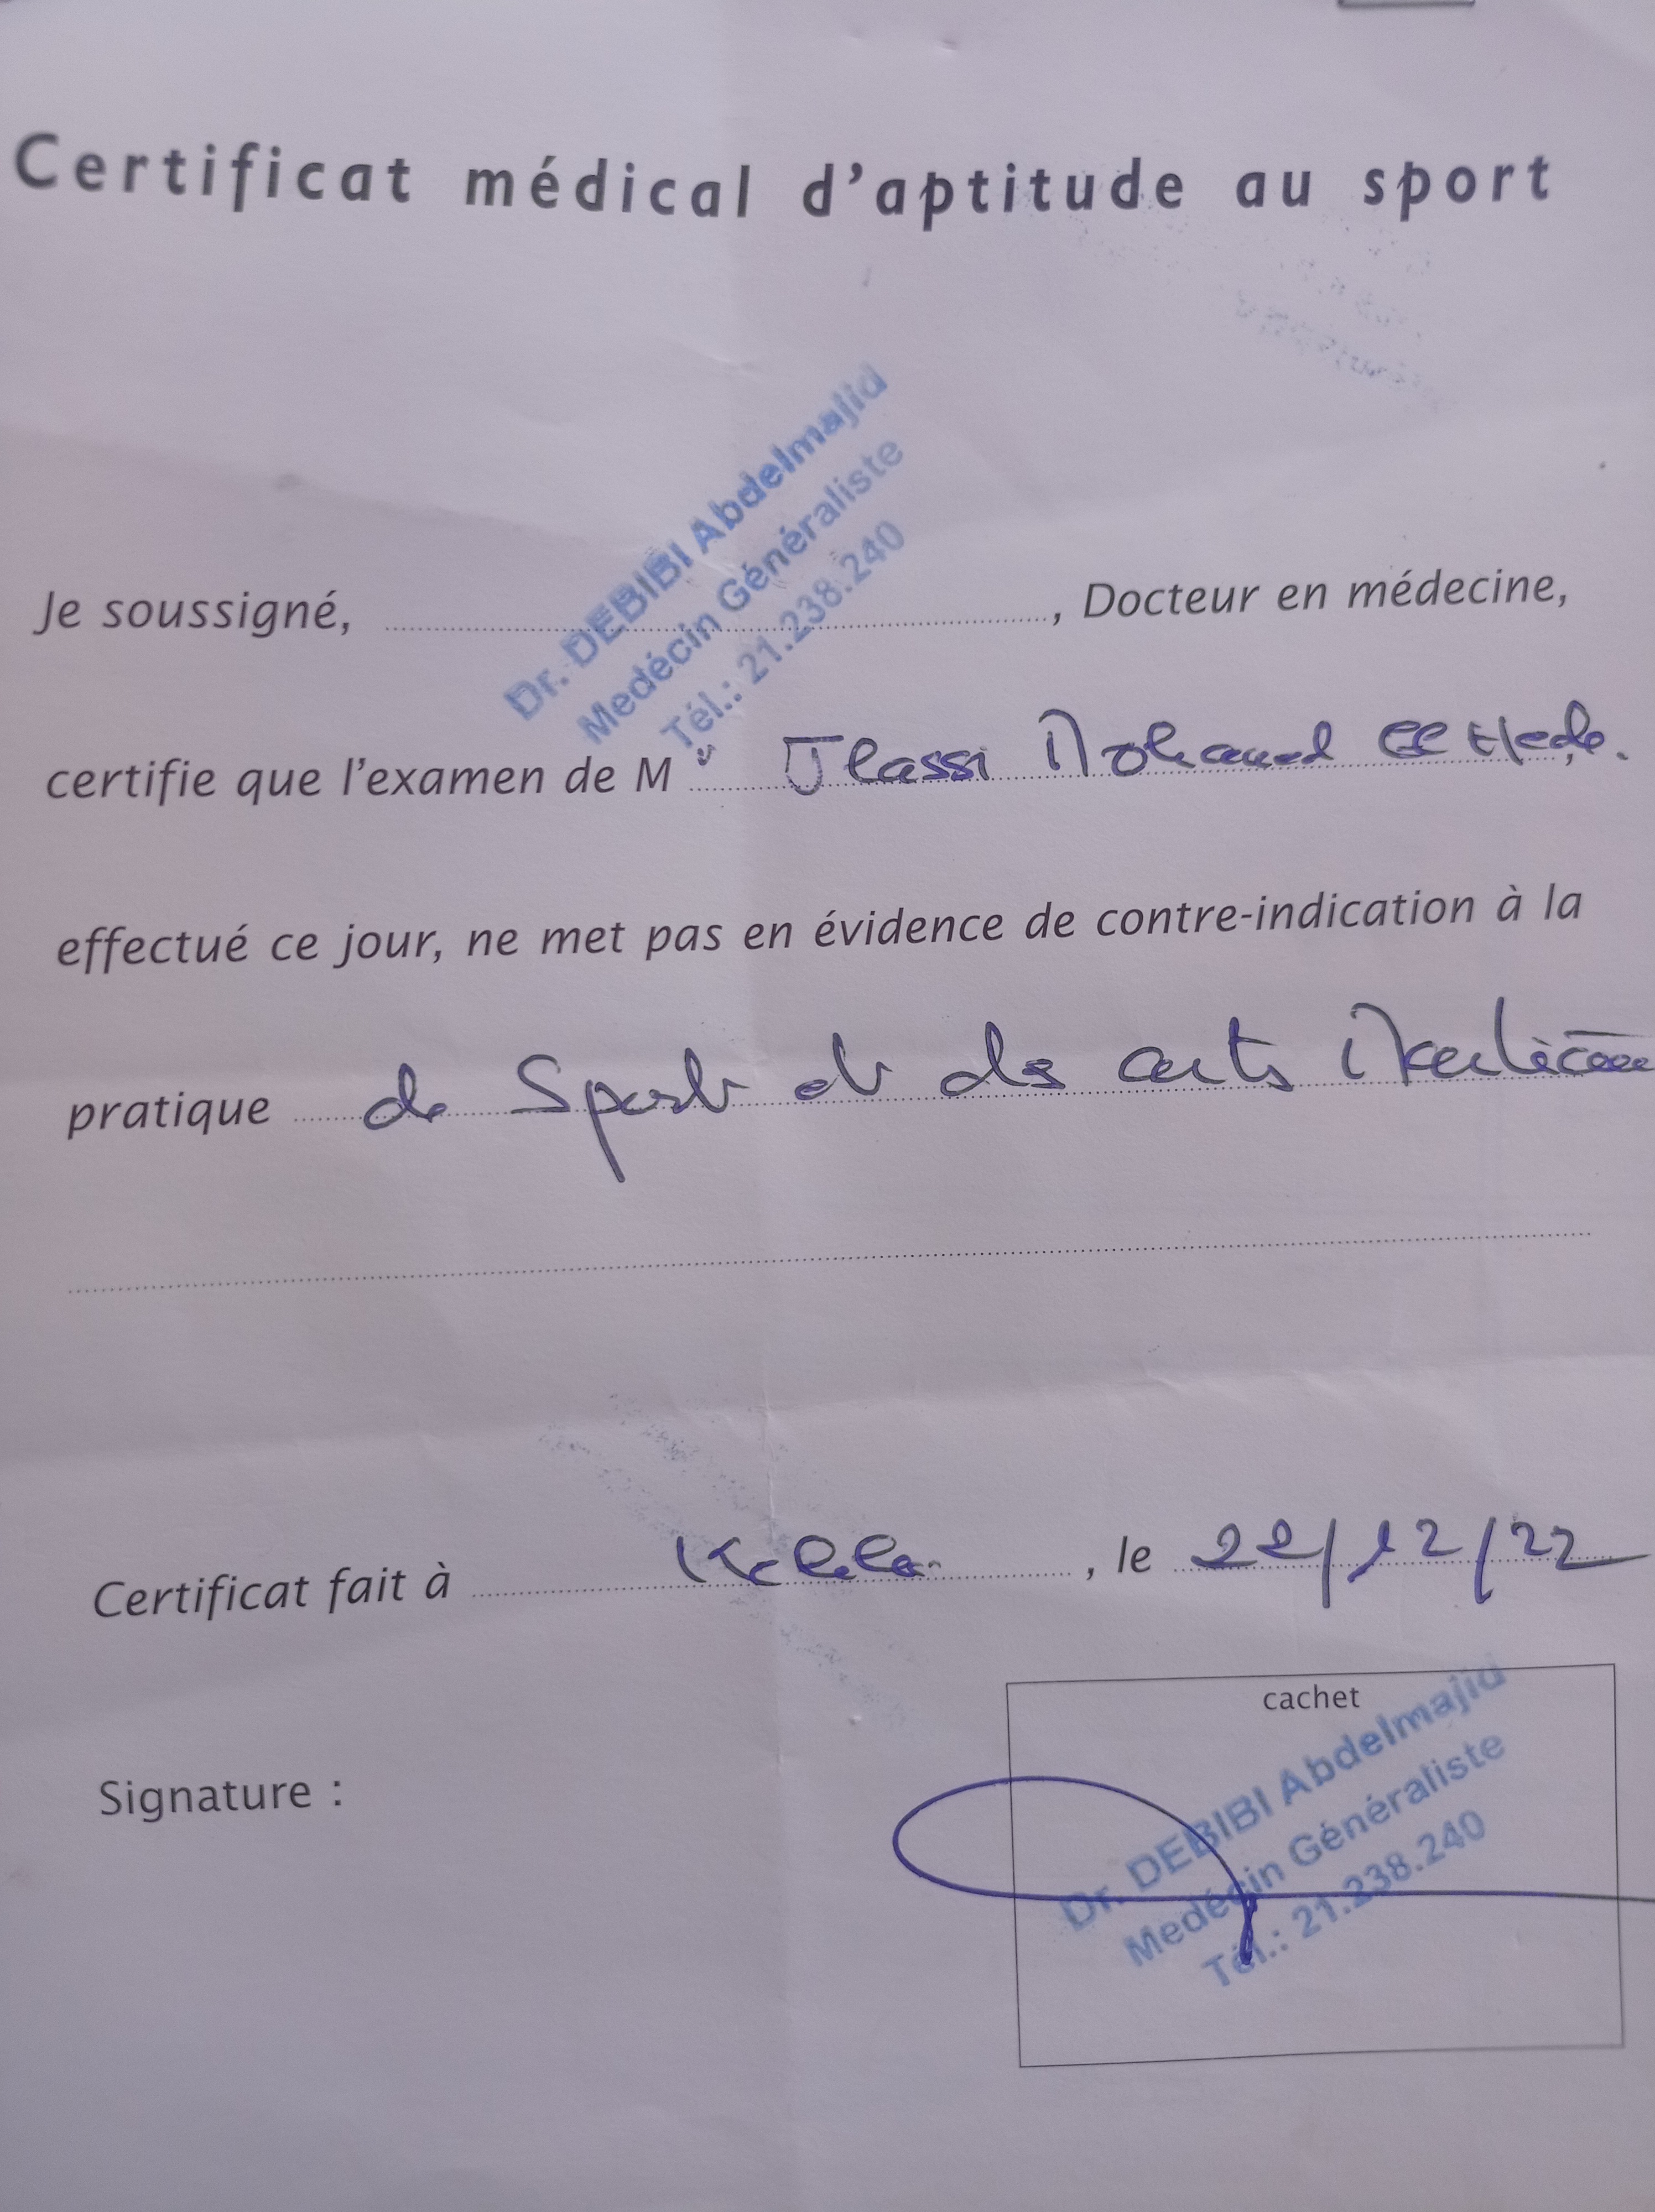 Certificat médical d'aptitude au sport
Dr. DEBIBI Abdelmajid
Medécin Généraliste
Tél.: 21.238.240
Je soussigné, , Docteur en médecine,
certifie que l'examen de Mr Jlassi Mohamed
effectué ce jour, ne met pas en évidence de contre-indication à la
pratique de Sport et des arts Martiaux
Certificat fait à , le 22/12/22
Signature :
cachet
Dr. DEBIBI Abdelmajid
Medécin Généraliste
Tél.: 21.238.240